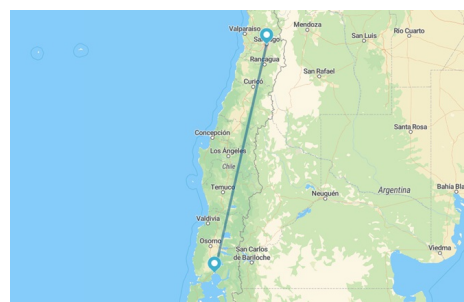 Mendoza
Valparaíso
Río Cuarto
San Luis
Rancagua
San Rafael
Curicó
Santa Rosa
Concepción
Los Ángeles
Chile
Temuco
Argentina
Neuquén
Bahía Bla
Valdivia
Osorno
San Carlos
de Bariloche
Viedma